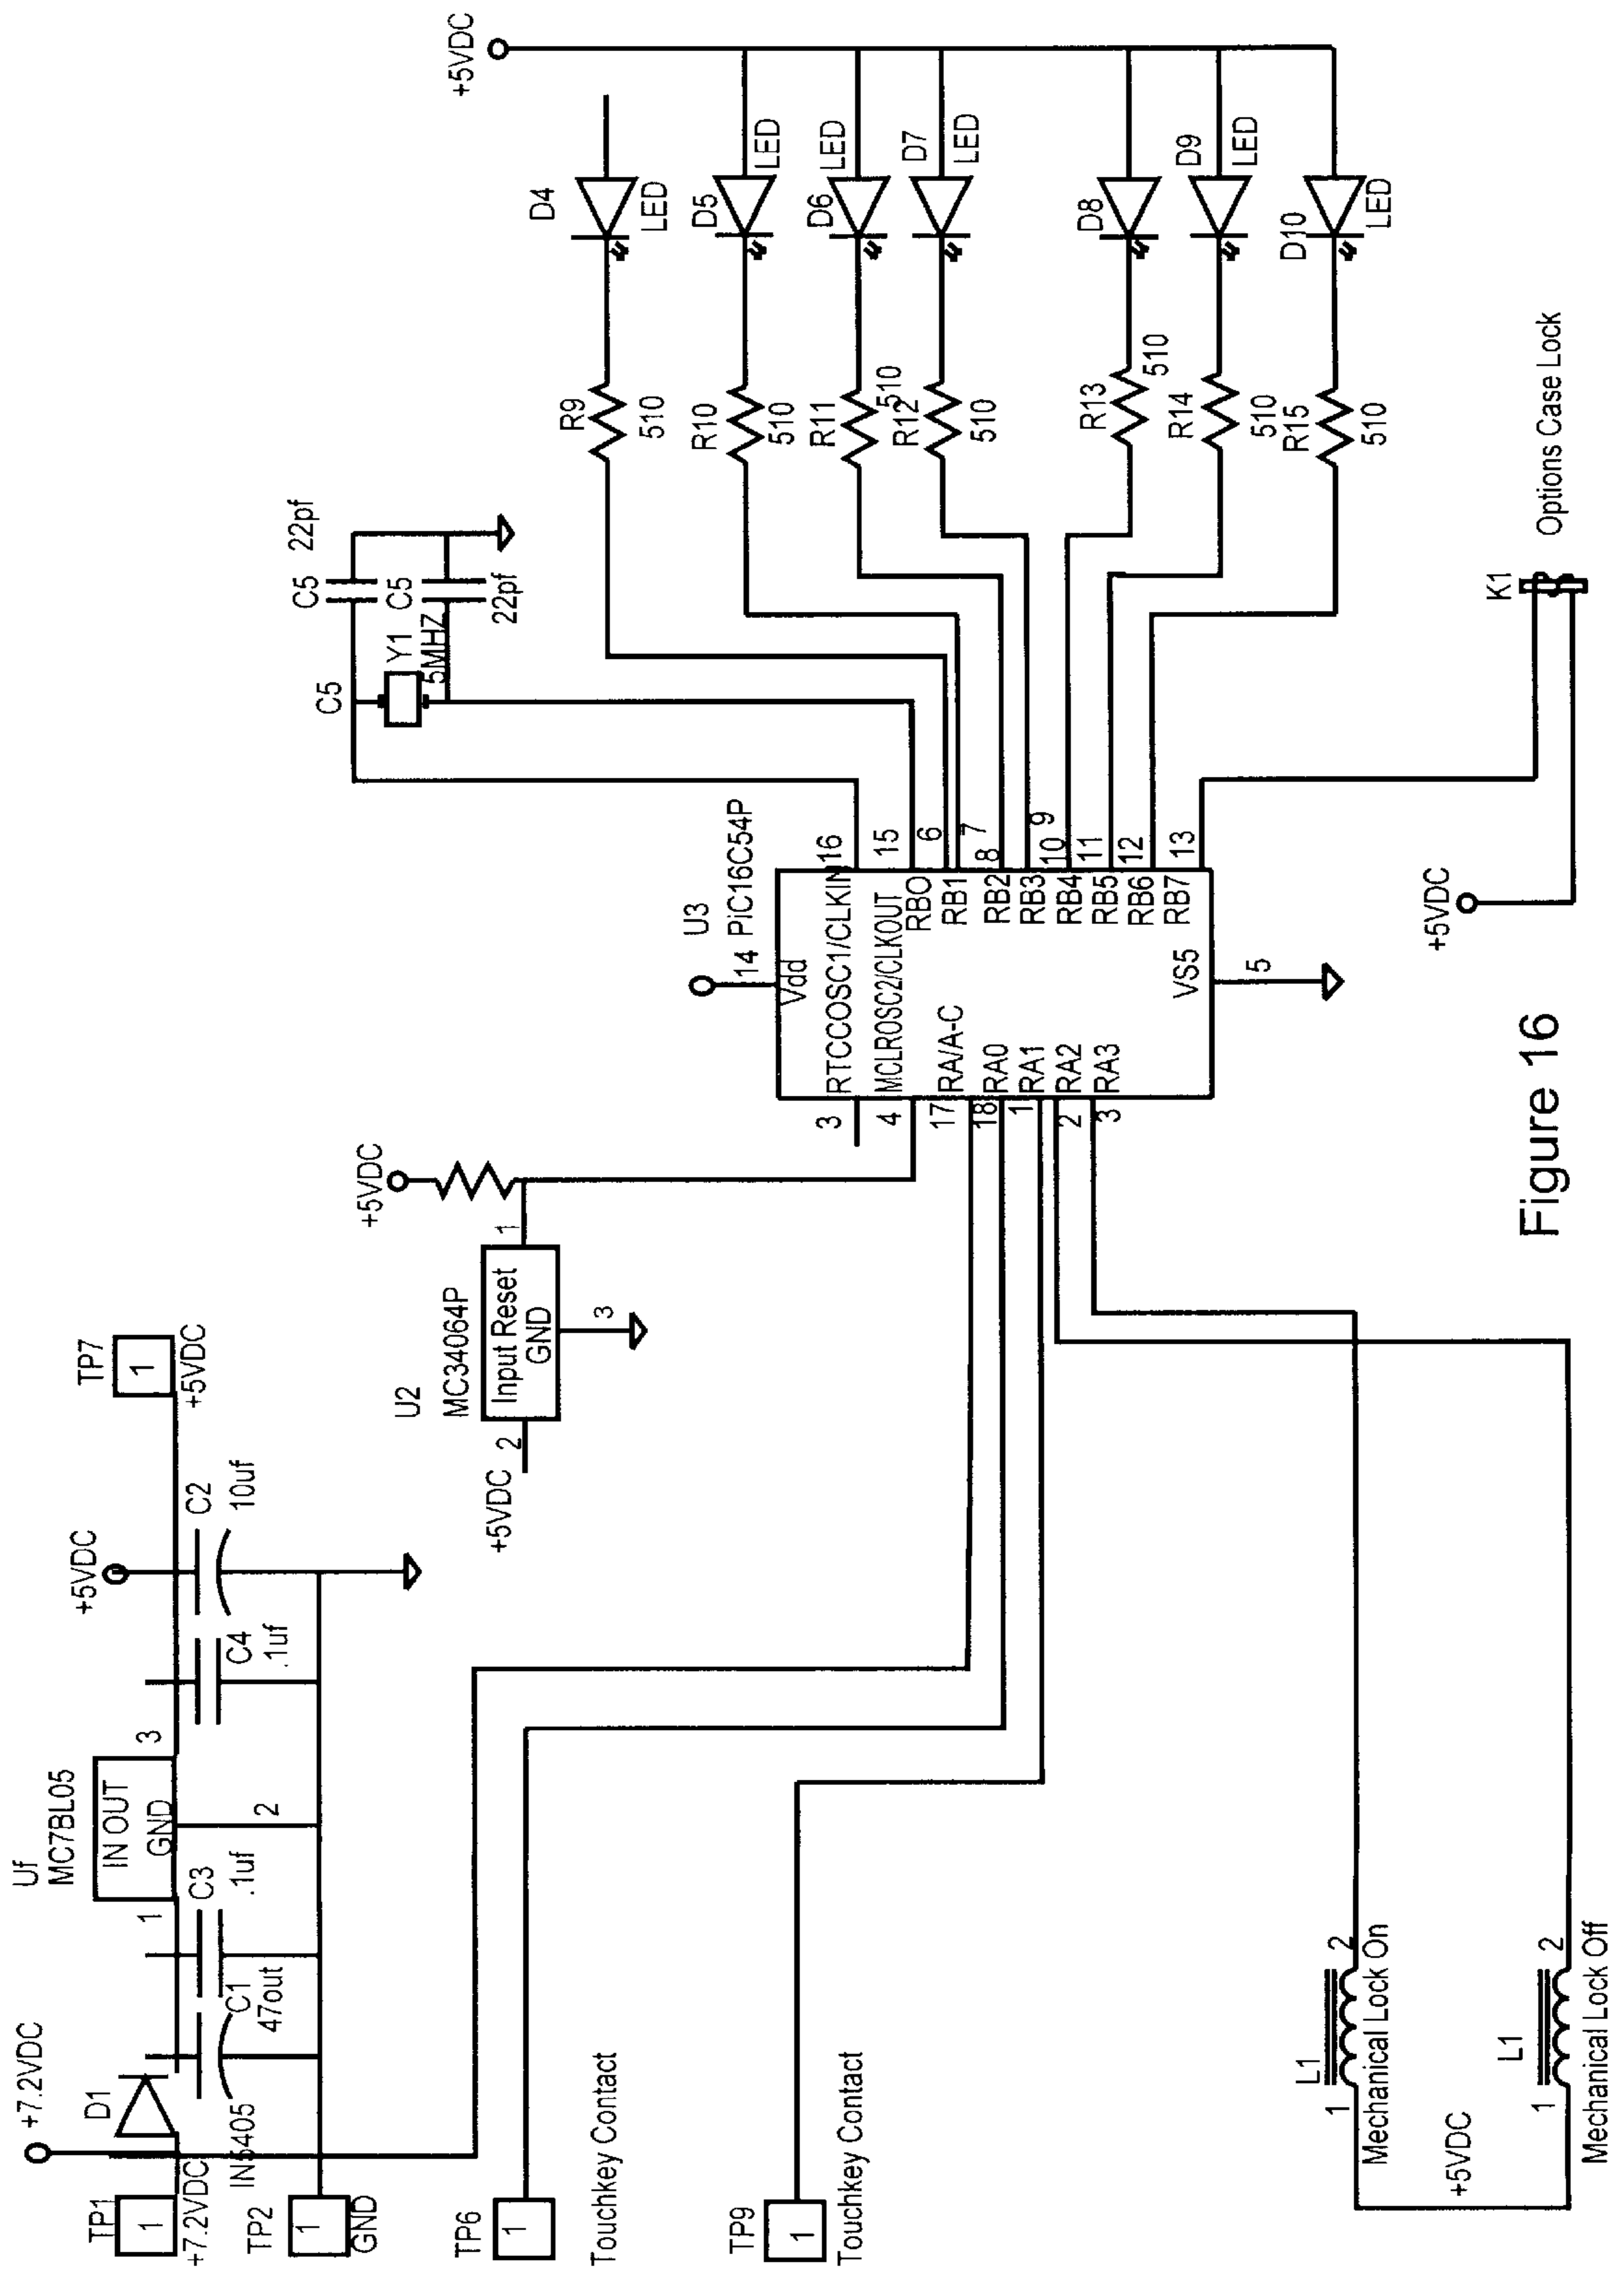 +7.2VDC
TP1
1
+7.2VDC
D1
IN5405
TP2
1
GND
C1
47out
C3
.1uf
Uf
MC7BL05
IN OUT
GND
1
2
3
C4
.1uf
+5VDC
C2
10uf
TP7
1
+5VDC
TP6
1
Touchkey Contact
TP9
1
Touchkey Contact
U2
MC34064P
Input Reset
GND
+5VDC
2
1
3
+5VDC
U3
PiC16C54P
14
Vdd
3
RTCCOSC1/CLKIN
16
4
MCLROSC2/CLKOUT
15
17
RA/A-C
RBO
6
18
RA0
RB1
7
1
RA1
RB2
8
2
RA2
RB3
9
3
RA3
RB4
10
RB5
11
RB6
12
RB7
13
VS5
5
C5
Y1
5MHZ
C5
22pf
C5
22pf
R9
510
D4
LED
R10
510
D5
LED
R11
510
D6
LED
R12
510
D7
LED
R13
510
D8
R14
510
D9
LED
R15
510
D10
LED
+5VDC
K1
Options Case Lock
+5VDC
L1
1
2
Mechanical Lock On
+5VDC
L1
1
2
Mechanical Lock Off
Figure 16